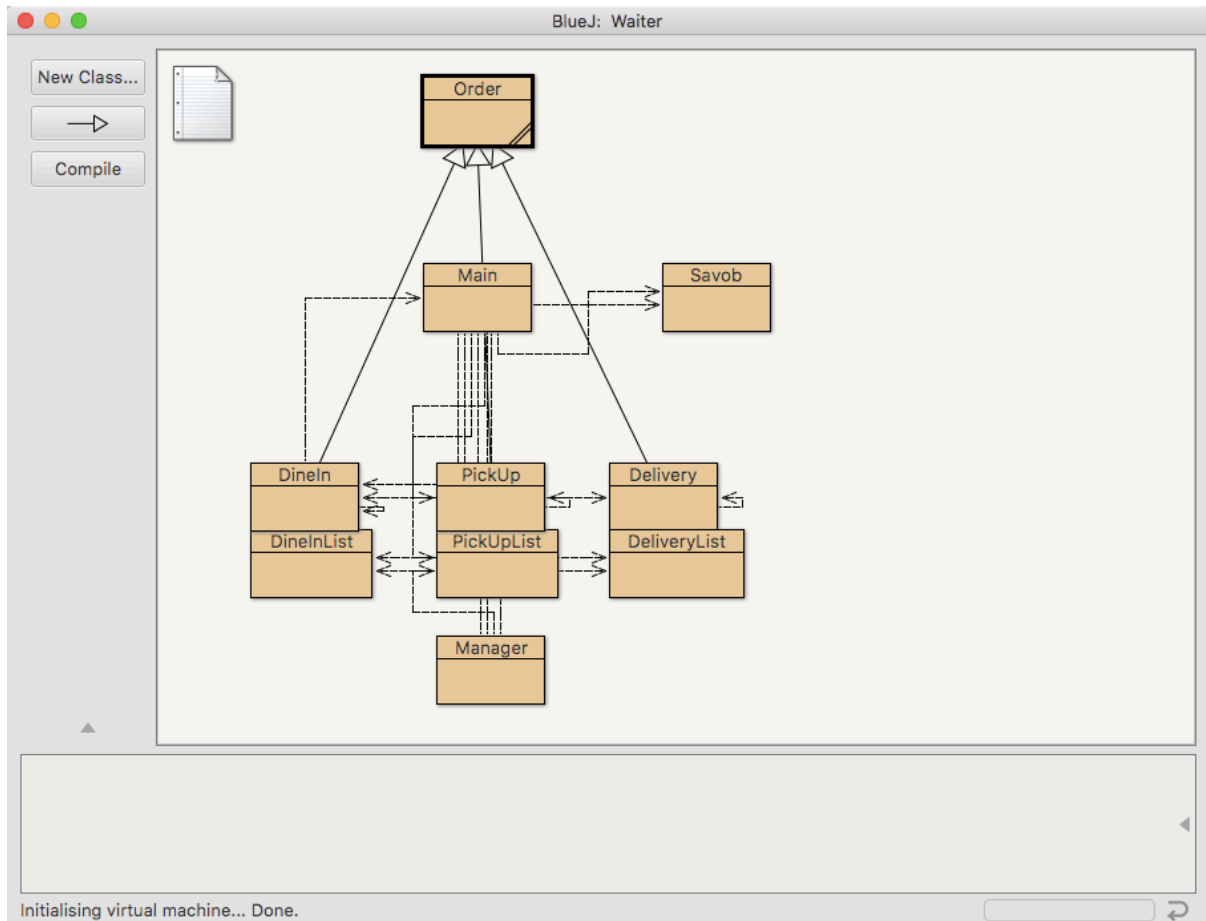 BlueJ: Waiter
New Class...
Compile
Order
Main
Savob
DineIn
PickUp
Delivery
DineInList
PickUpList
DeliveryList
Manager
Initialising virtual machine... Done.